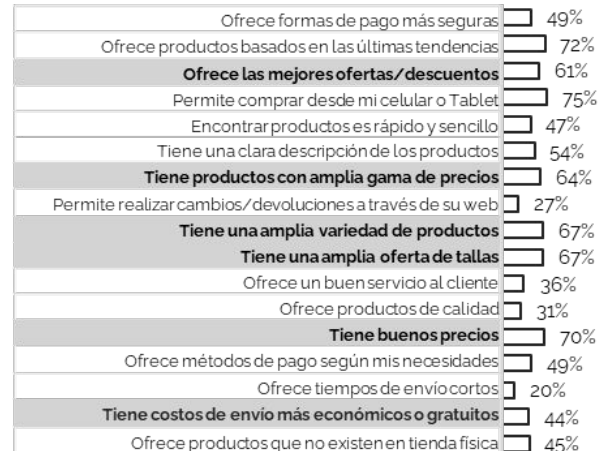 Ofrece formas de pago más seguras 49%
Ofrece productos basados en las últimas tendencias 72%
Ofrece las mejores ofertas/descuentos 61%
Permite comprar desde mi celular o Tablet 75%
Encontrar productos es rápido y sencillo 47%
Tiene una clara descripción de los productos 54%
Tiene productos con amplia gama de precios 64%
Permite realizar cambios/devoluciones a través de su web 27%
Tiene una amplia variedad de productos 67%
Tiene una amplia oferta de tallas 67%
Ofrece un buen servicio al cliente 36%
Ofrece productos de calidad 31%
Tiene buenos precios 70%
Ofrece métodos de pago según mis necesidades 49%
Ofrece tiempos de envío cortos 20%
Tiene costos de envío más económicos o gratuitos 44%
Ofrece productos que no existen en tienda física 45%